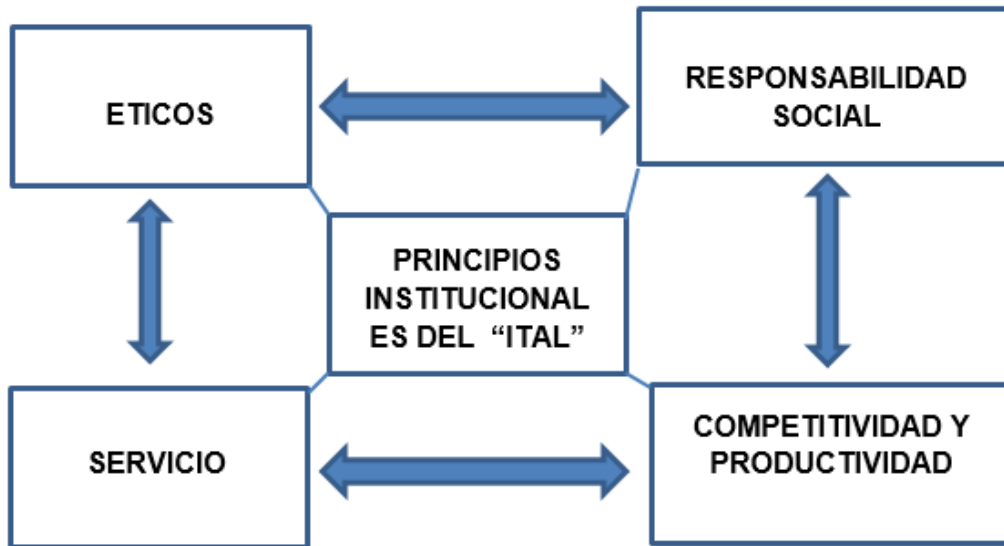 ETICOS
RESPONSABILIDAD
SOCIAL
PRINCIPIOS
INSTITUCIONAL
ES DEL “ITAL”
SERVICIO
COMPETITIVIDAD Y
PRODUCTIVIDAD